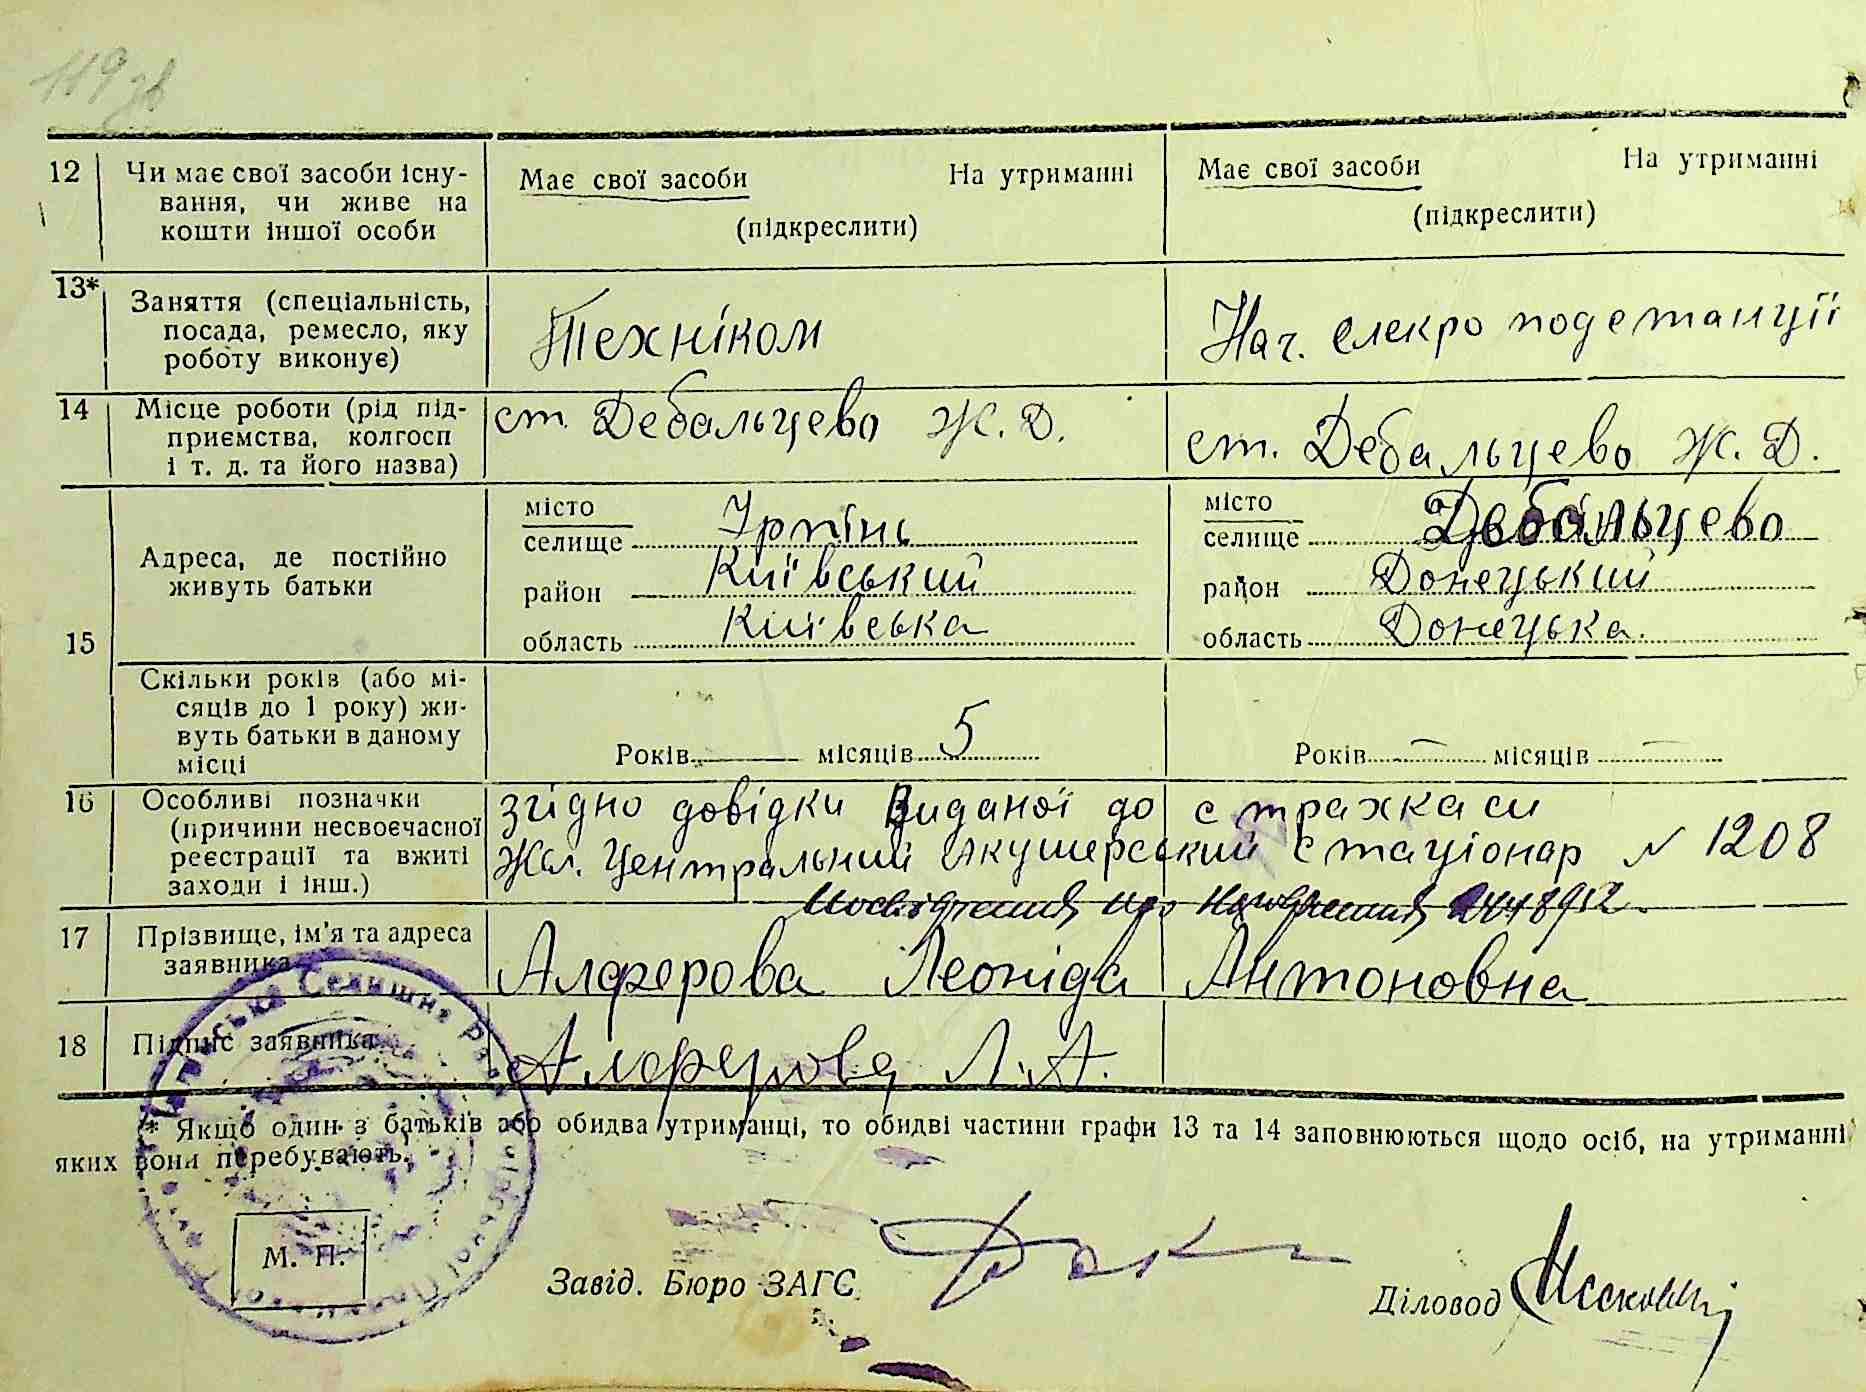 119 зв
12 Чи має свої засоби існу- Має свої засоби На утриманні Має свої засоби На утриманні
вання, чи живе на (підкреслити) (підкреслити)
кошти іншої особи
13* Заняття (спеціальність,
посада, ремесло, яку Техніком Нач. елекро подстанції
роботу виконує)
14 Місце роботи (рід під- ст. Дебальцево Ж. Д. ст. Дебальцево Ж. Д.
приємства, колгосп
і т. д. та його назва)
15 Адреса, де постійно
живуть батьки
місто Ірпінь місто Дебальцево
селище селище
район Київський район Донецький
область Київська область Донецька.
Скільки років (або мі-
сяців до 1 року) жи-
вуть батьки в даному
місці
Років місяців 5 Років — місяців —
16 Особливі позначки згідно довідки Виданої до страхкаси
(причини несвоєчасної
реєстрації та вжиті Жел. Центральний Акушерський Стаціонар № 1208
заходи і інш.)
17 Прізвище, ім'я та адреса
заявника Алферова Леоніда Антоновна
18 Підпис заявника Алферова Л. А.
* Якщо один з батьків або обидва утриманці, то обидві частини графи 13 та 14 заповнюються щодо осіб, на утриманні
яких вони перебувають.
Селищна Рада
М. П.
Завід. Бюро ЗАГС
Діловод